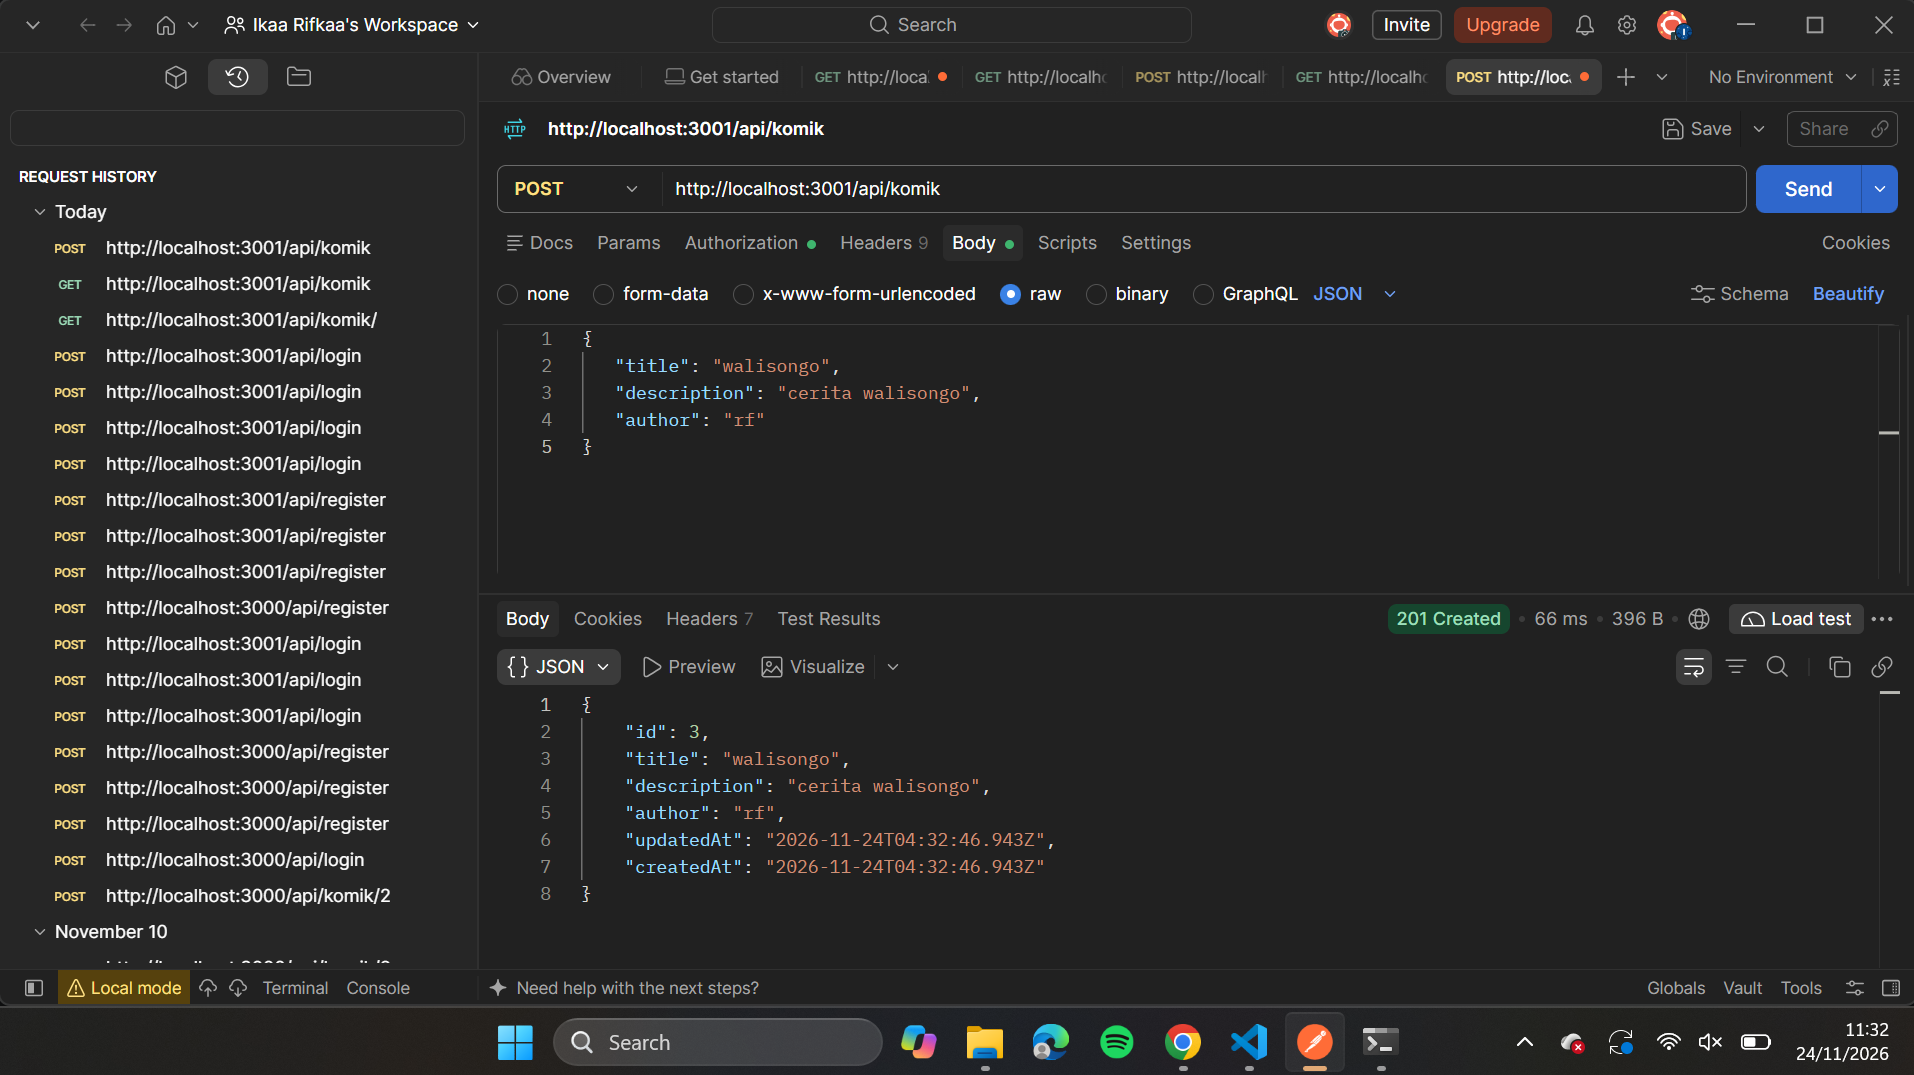 Ikaa Rifkaa's Workspace
Search
Invite
Upgrade
Overview
Get started
GET http://loca
GET http://localh
POST http://localh
GET http://localh
POST http://loc
No Environment
HTTP http://localhost:3001/api/komik
Save
Share
REQUEST HISTORY
Today
POST http://localhost:3001/api/komik
GET http://localhost:3001/api/komik
GET http://localhost:3001/api/komik/
POST http://localhost:3001/api/login
POST http://localhost:3001/api/login
POST http://localhost:3001/api/login
POST http://localhost:3001/api/login
POST http://localhost:3001/api/register
POST http://localhost:3001/api/register
POST http://localhost:3001/api/register
POST http://localhost:3000/api/register
POST http://localhost:3001/api/login
POST http://localhost:3001/api/login
POST http://localhost:3001/api/login
POST http://localhost:3000/api/register
POST http://localhost:3000/api/register
POST http://localhost:3000/api/register
POST http://localhost:3000/api/login
POST http://localhost:3000/api/komik/2
November 10
POST http://localhost:3001/api/komik
Send
Docs Params Authorization Headers 9 Body Scripts Settings Cookies
none form-data x-www-form-urlencoded raw binary GraphQL JSON Schema Beautify
1 {
2 "title": "walisongo",
3 "description": "cerita walisongo",
4 "author": "rf"
5 }
Body Cookies Headers 7 Test Results 201 Created 66 ms 396 B Load test
{} JSON Preview Visualize
1 {
2 "id": 3,
3 "title": "walisongo",
4 "description": "cerita walisongo",
5 "author": "rf",
6 "updatedAt": "2026-11-24T04:32:46.943Z",
7 "createdAt": "2026-11-24T04:32:46.943Z"
8 }
Local mode Terminal Console Need help with the next steps? Globals Vault Tools
Search
11:32
24/11/2026